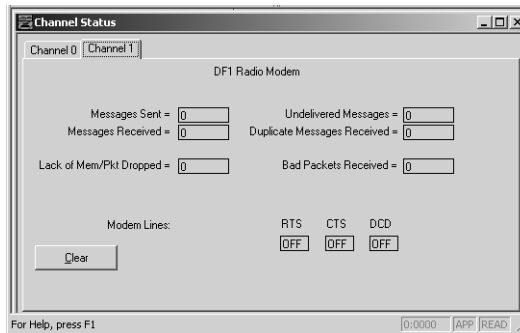 Channel Status
Channel 0 Channel 1
DF1 Radio Modem
Messages Sent = 0 Undelivered Messages = 0
Messages Received = 0 Duplicate Messages Received = 0
Lack of Mem/Pkt Dropped = 0 Bad Packets Received = 0
Modem Lines: RTS CTS DCD
OFF OFF OFF
Clear
For Help, press F1 0:0000 APP READ